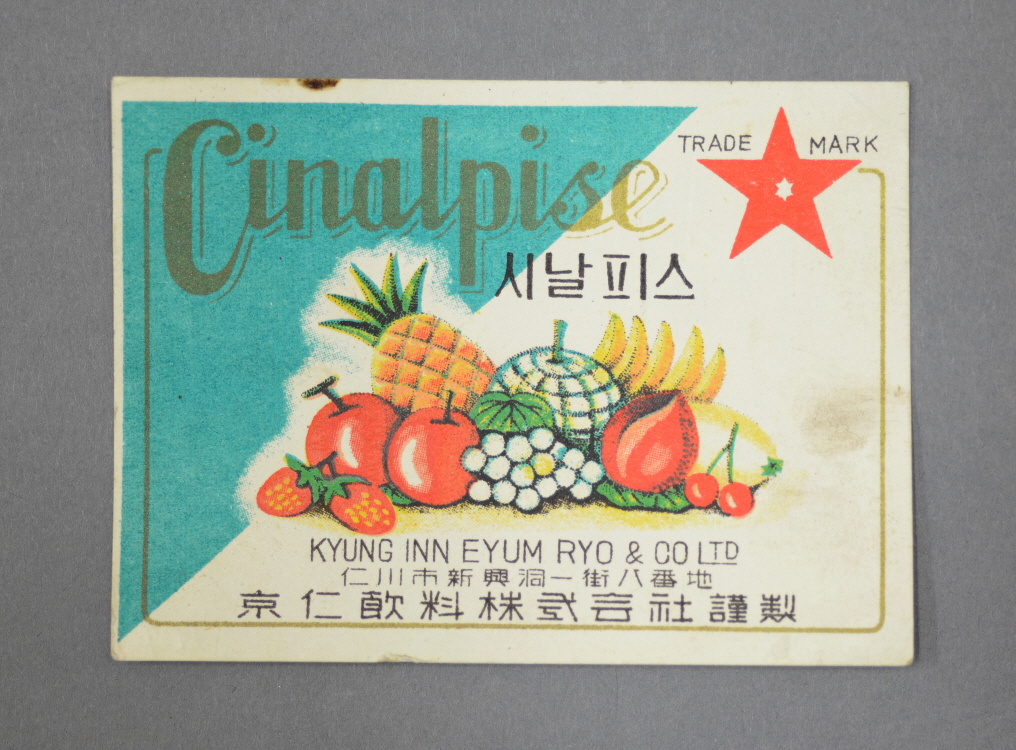 Cinalpise
TRADE MARK
시날피스
KYUNG INN EYUM RYO & CO LTD
仁川市新興洞一街八番地
京仁飮料株式会社謹製